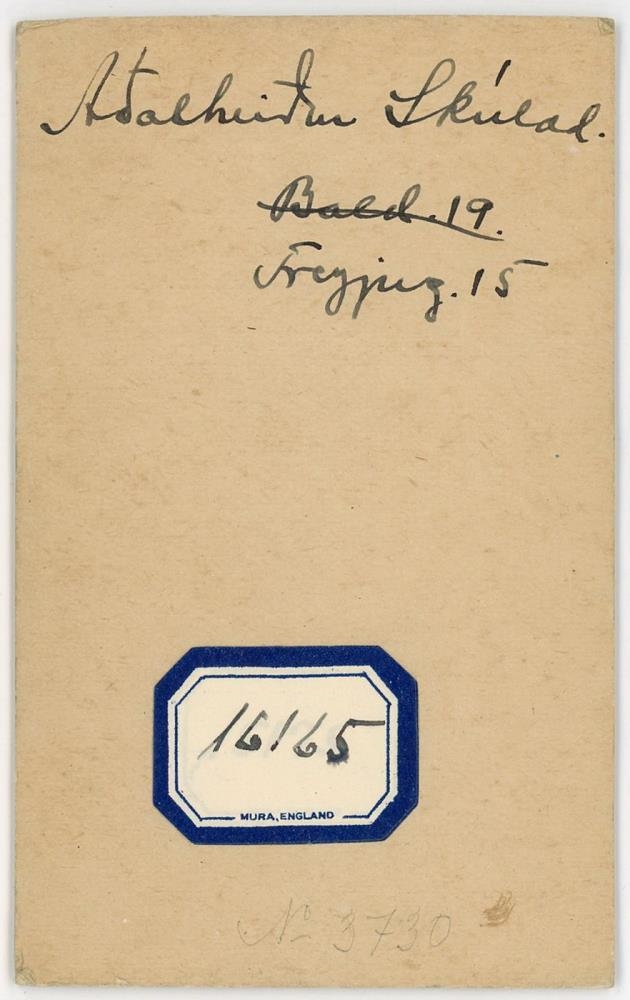 Aðalheiður Skúlad.
Bald. 19.
Freyjug. 15
16165
MURA, ENGLAND
No 3730